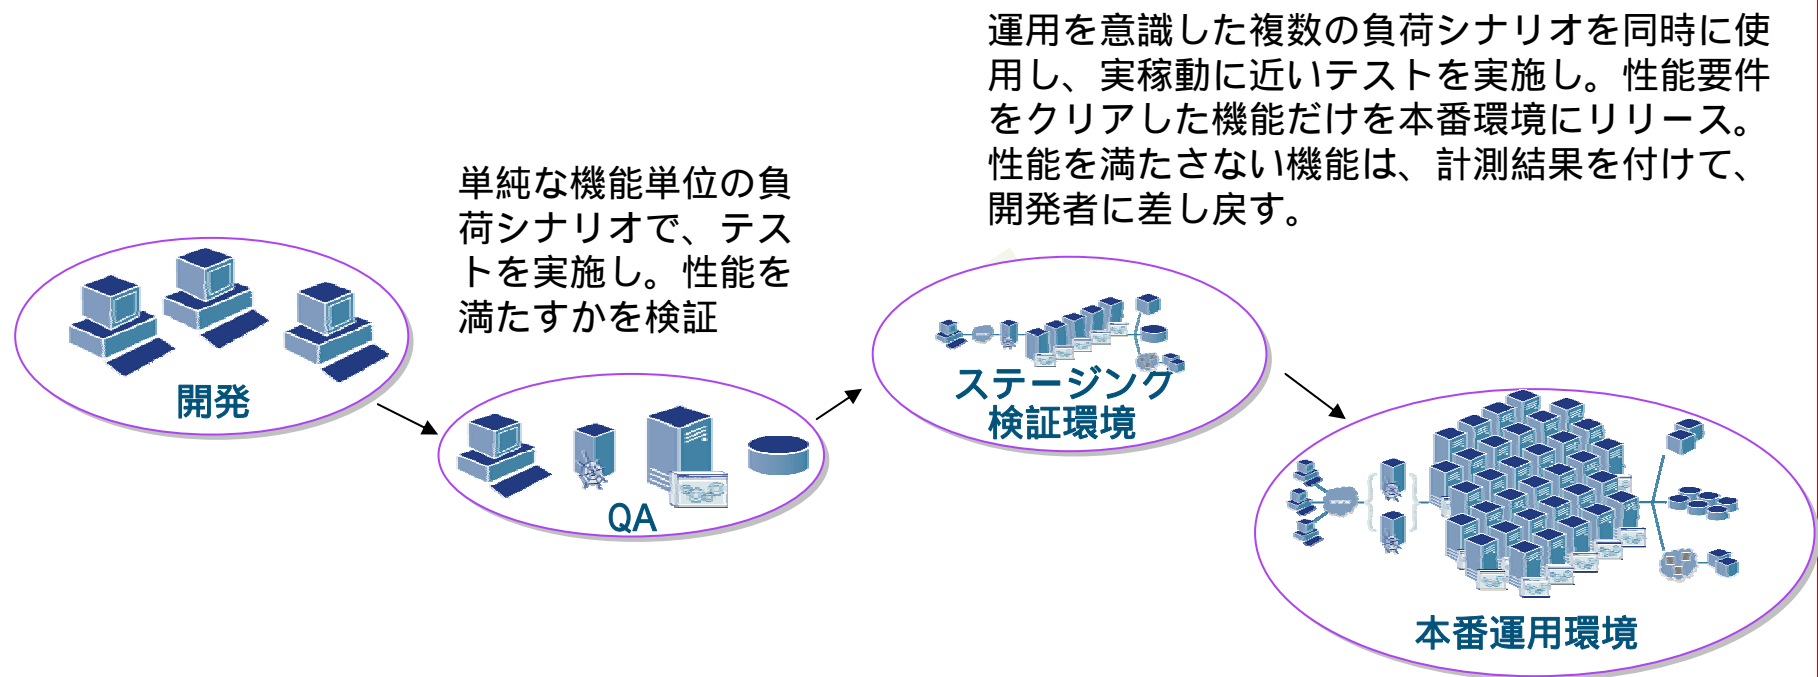 運用を意識した複数の負荷シナリオを同時に使
用し、実稼動に近いテストを実施し。性能要件
をクリアした機能だけを本番環境にリリース。
性能を満たさない機能は、計測結果を付けて、
開発者に差し戻す。
単純な機能単位の負
荷シナリオで、テス
トを実施し。性能を
満たすかを検証
開発
QA
ステージング
検証環境
本番運用環境